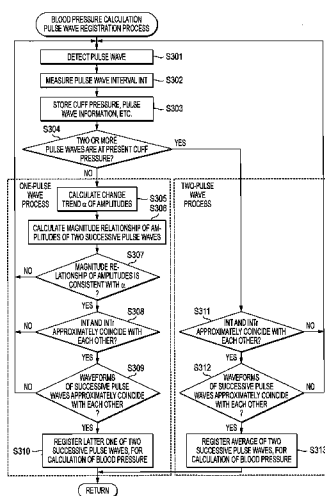 BLOOD PRESSURE CALCULATION
PULSE WAVE REGISTRATION PROCESS
DETECT PULSE WAVE
S301
MEASURE PULSE WAVE INTERVAL INT
S302
STORE CUFF PRESSURE, PULSE
WAVE INFORMATION, ETC.
S303
S304
TWO OR MORE
PULSE WAVES ARE AT PRESENT CUFF
PRESSURE?
YES
NO
ONE-PULSE
WAVE
PROCESS
TWO-PULSE
WAVE
PROCESS
CALCULATE CHANGE
TREND α OF AMPLITUDES
S305
S306
CALCULATE MAGNITUDE RELATIONSHIP OF AM-
PLITUDES OF TWO SUCCESSIVE PULSE WAVES
S307
MAGNITUDE RE-
LATIONSHIP OF AMPLITUDES IS
CONSISTENT WITH α
?
NO
YES
S308
INT AND INTr
APPROXIMATELY COINCIDE WITH
EACH OTHER?
NO
YES
S311
INT AND INTr
APPROXIMATELY COINCIDE WITH
EACH OTHER?
NO
YES
S309
WAVEFORMS
OF SUCCESSIVE PULSE
WAVES APPROXIMATELY COINCIDE
WITH EACH OTHER
?
NO
YES
S312
WAVEFORMS
OF SUCCESSIVE PULSE
WAVES APPROXIMATELY COINCIDE
WITH EACH OTHER
?
NO
YES
S310
REGISTER LATTER ONE OF TWO
SUCCESSIVE PULSE WAVES, FOR
CALCULATION OF BLOOD PRESSURE
REGISTER AVERAGE OF TWO
SUCCESSIVE PULSE WAVES, FOR
CALCULATION OF BLOOD PRESSURE
S313
RETURN